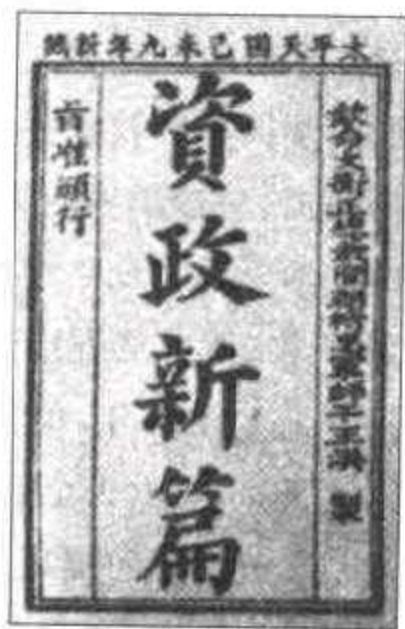 太平天囯己未九年新鐫
欽命文衡正總裁開朝精忠軍師干王洪 製
資政新篇
旨准頒行